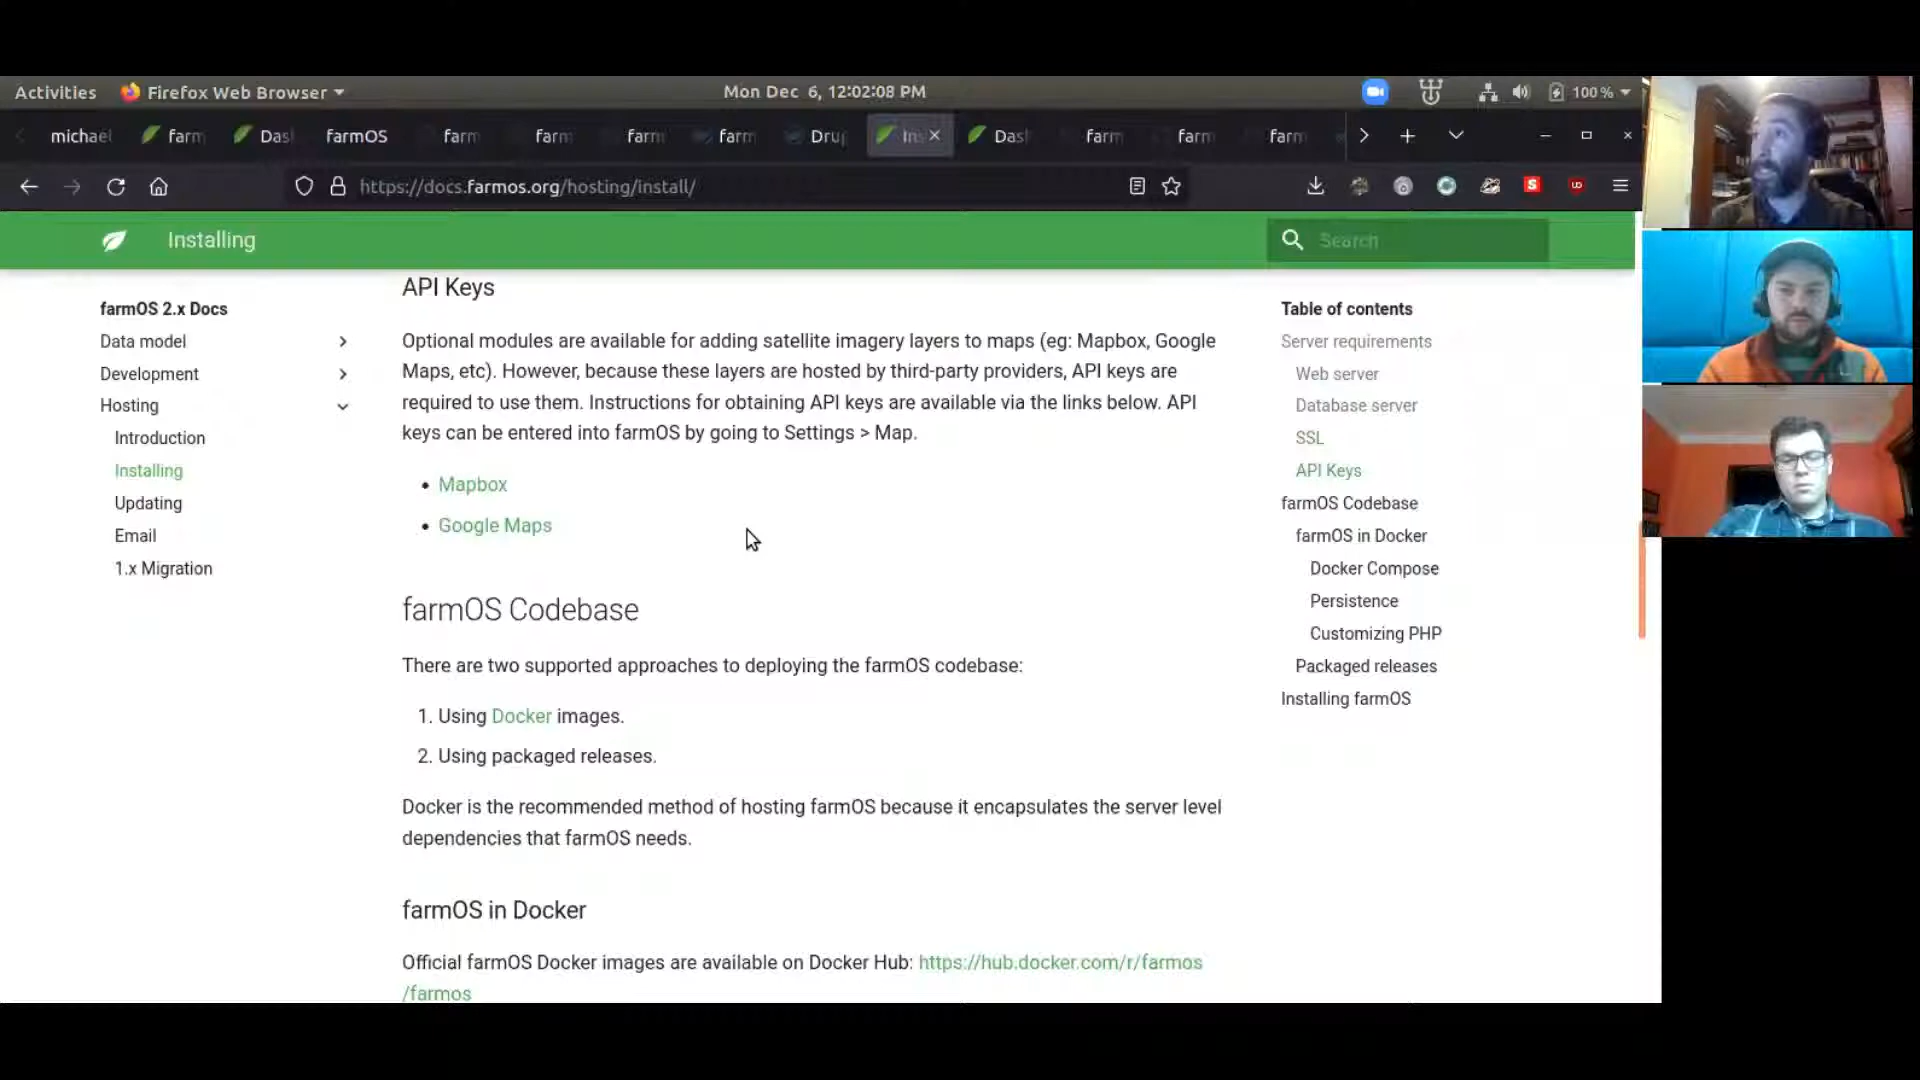 Activities Firefox Web Browser Mon Dec 6, 12:02:08 PM 100 %
michael farm Dash farmOS farm farm farm farm Drup Ins Dash farm farm farm
https://docs.farmos.org/hosting/install/
Installing Search
farmOS 2.x Docs
Data model
Development
Hosting
Introduction
Installing
Updating
Email
1.x Migration
API Keys
Optional modules are available for adding satellite imagery layers to maps (eg: Mapbox, Google
Maps, etc). However, because these layers are hosted by third-party providers, API keys are
required to use them. Instructions for obtaining API keys are available via the links below. API
keys can be entered into farmOS by going to Settings > Map.
• Mapbox
• Google Maps
farmOS Codebase
There are two supported approaches to deploying the farmOS codebase:
1. Using Docker images.
2. Using packaged releases.
Docker is the recommended method of hosting farmOS because it encapsulates the server level
dependencies that farmOS needs.
farmOS in Docker
Official farmOS Docker images are available on Docker Hub: https://hub.docker.com/r/farmos
/farmos
Table of contents
Server requirements
Web server
Database server
SSL
API Keys
farmOS Codebase
farmOS in Docker
Docker Compose
Persistence
Customizing PHP
Packaged releases
Installing farmOS